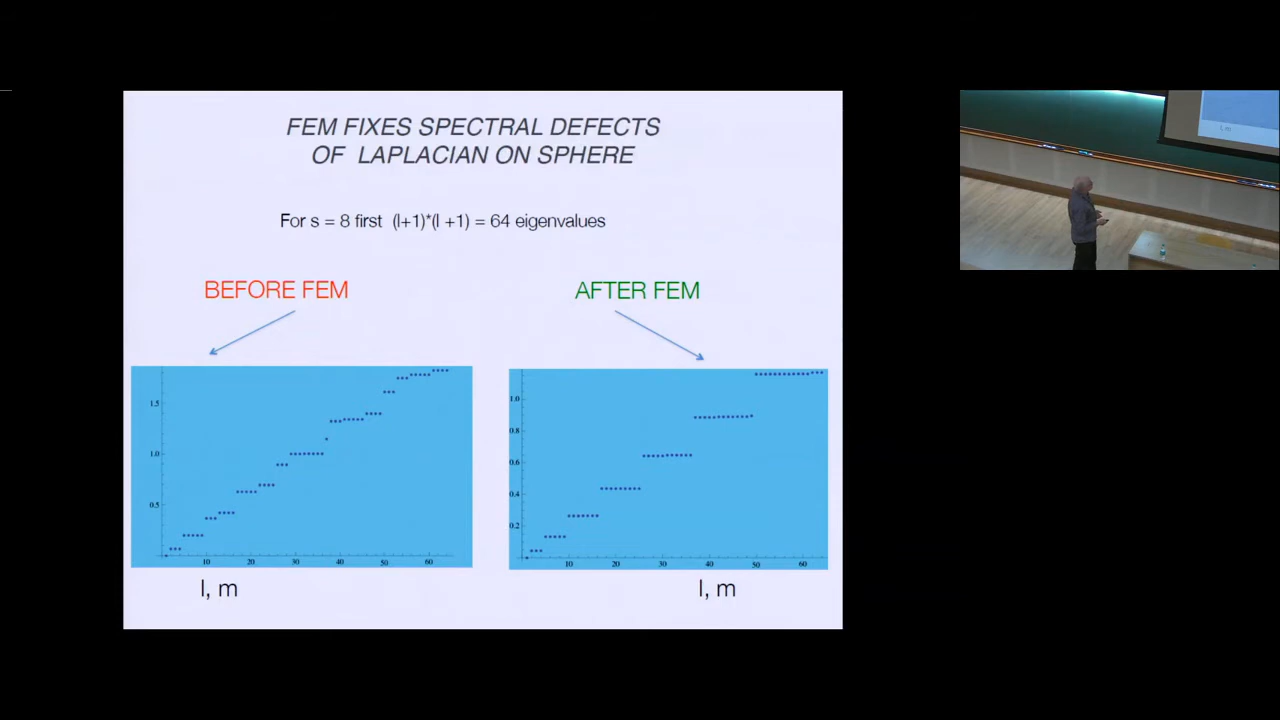 FEM FIXES SPECTRAL DEFECTS
OF LAPLACIAN ON SPHERE
For s = 8 first (l+1)*(l +1) = 64 eigenvalues
BEFORE FEM
AFTER FEM
1.5
1.0
0.5
10 20 30 40 50 60
l, m
1.0
0.8
0.6
0.4
0.2
10 20 30 40 50 60
l, m
l, m